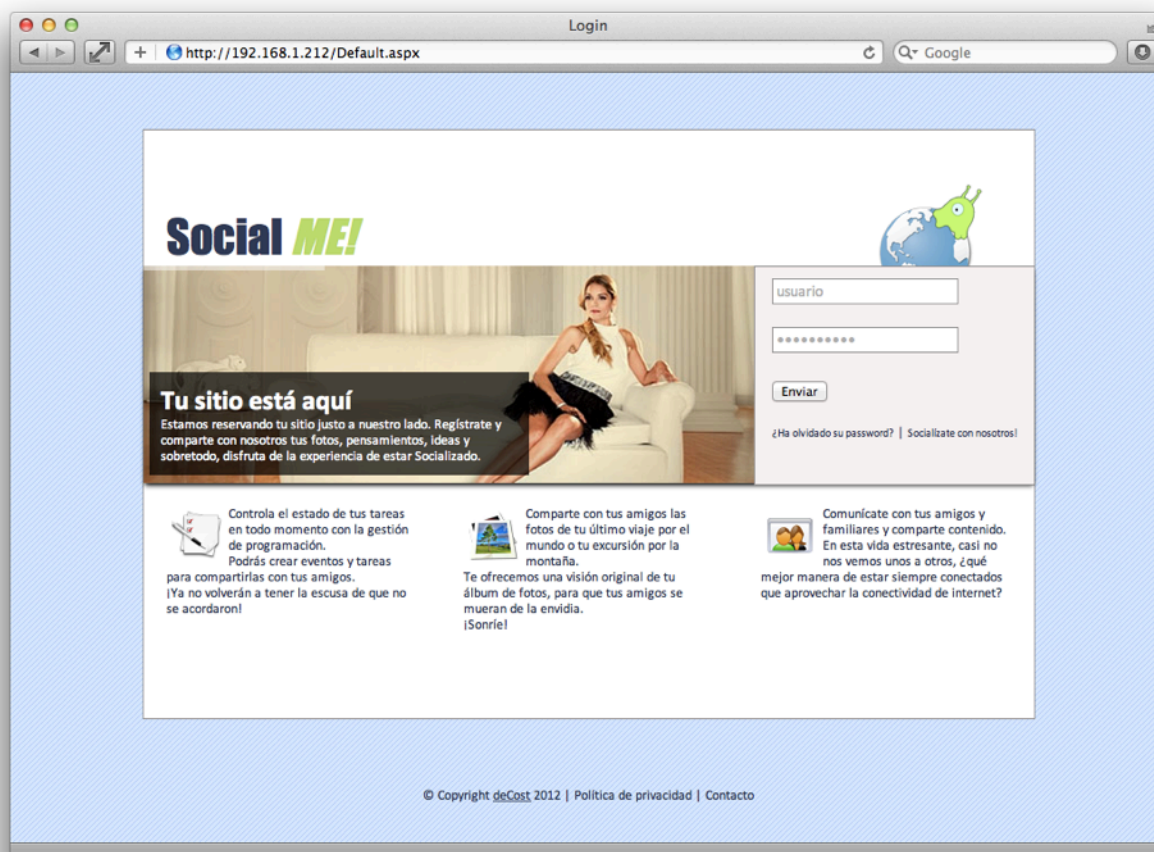 Login
http://192.168.1.212/Default.aspx
Google
Social ME!
usuario
Tu sitio está aquí
Estamos reservando tu sitio justo a nuestro lado. Regístrate y
comparte con nosotros tus fotos, pensamientos, ideas y
sobretodo, disfruta de la experiencia de estar Socializado.
Enviar
¿Ha olvidado su password? | Socialízate con nosotros!
Controla el estado de tus tareas
en todo momento con la gestión
de programación.
Podrás crear eventos y tareas
para compartirlas con tus amigos.
¡Ya no volverán a tener la escusa de que no
se acordaron!
Comparte con tus amigos las
fotos de tu último viaje por el
mundo o tu excursión por la
montaña.
Te ofrecemos una visión original de tu
álbum de fotos, para que tus amigos se
mueran de la envidia.
¡Sonríe!
Comunícate con tus amigos y
familiares y comparte contenido.
En esta vida estresante, casi no
nos vemos unos a otros, ¿qué
mejor manera de estar siempre conectados
que aprovechar la conectividad de internet?
© Copyright deCost 2012 | Política de privacidad | Contacto